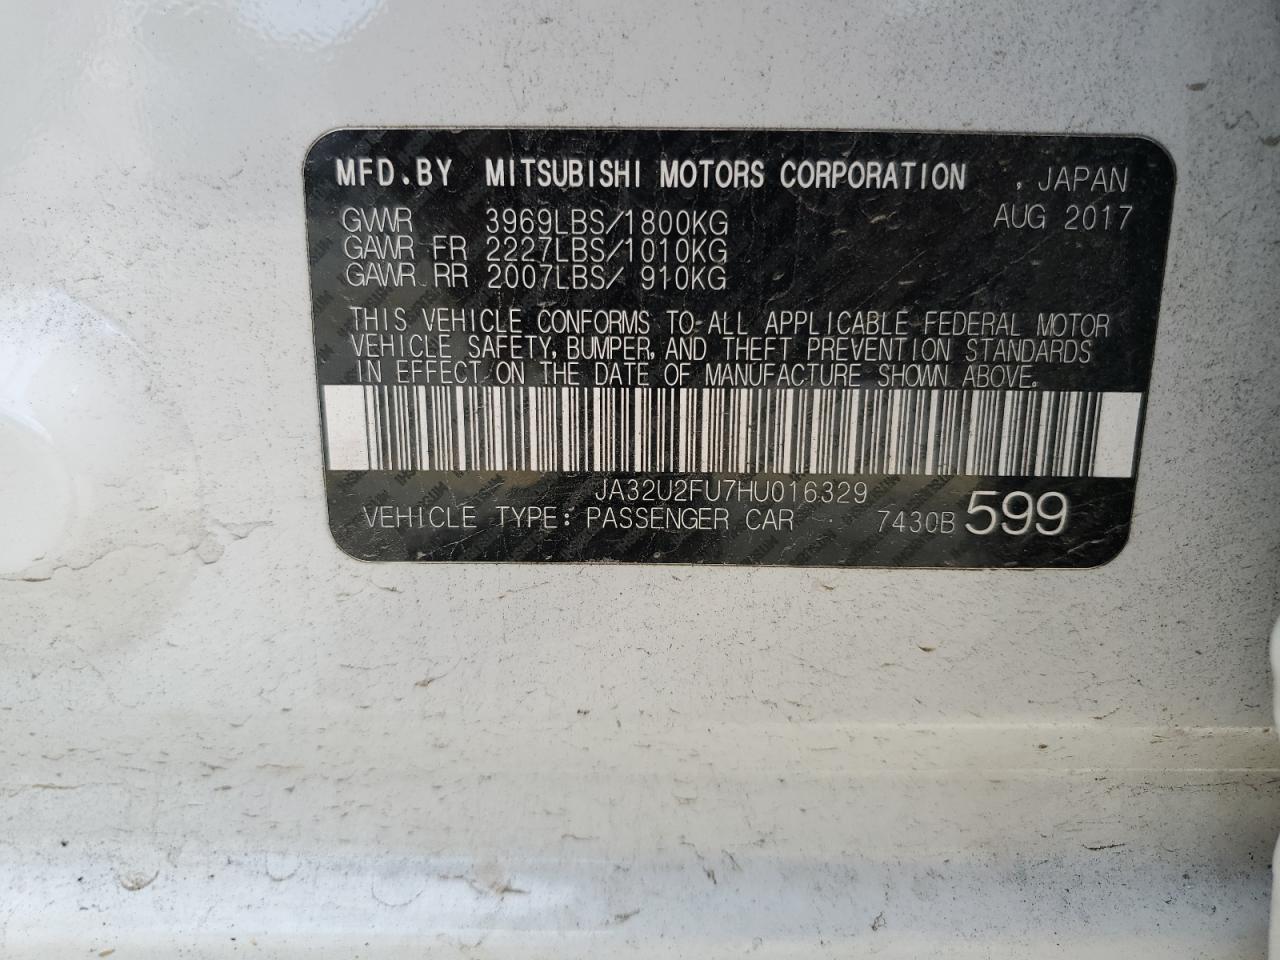 MFD.BY MITSUBISHI MOTORS CORPORATION , JAPAN
GVWR 3969LBS/1800KG AUG 2017
GAWR FR 2227LBS/1010KG
GAWR RR 2007LBS/ 910KG
THIS VEHICLE CONFORMS TO ALL APPLICABLE FEDERAL MOTOR
VEHICLE SAFETY, BUMPER, AND THEFT PREVENTION STANDARDS
IN EFFECT ON THE DATE OF MANUFACTURE SHOWN ABOVE.
JA32U2FU7HU016329
VEHICLE TYPE: PASSENGER CAR 7430B 599